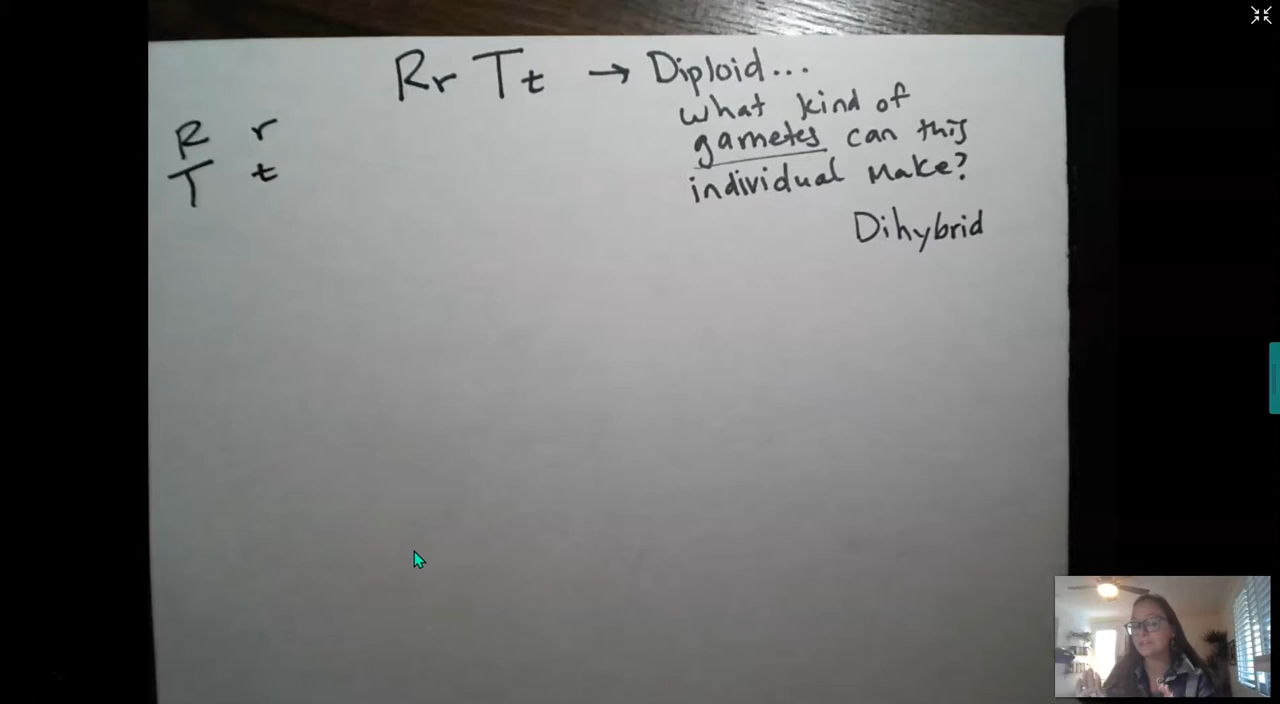 Rr Tt → Diploid...
What kind of
gametes can this
individual make?
Dihybrid
R r
T t